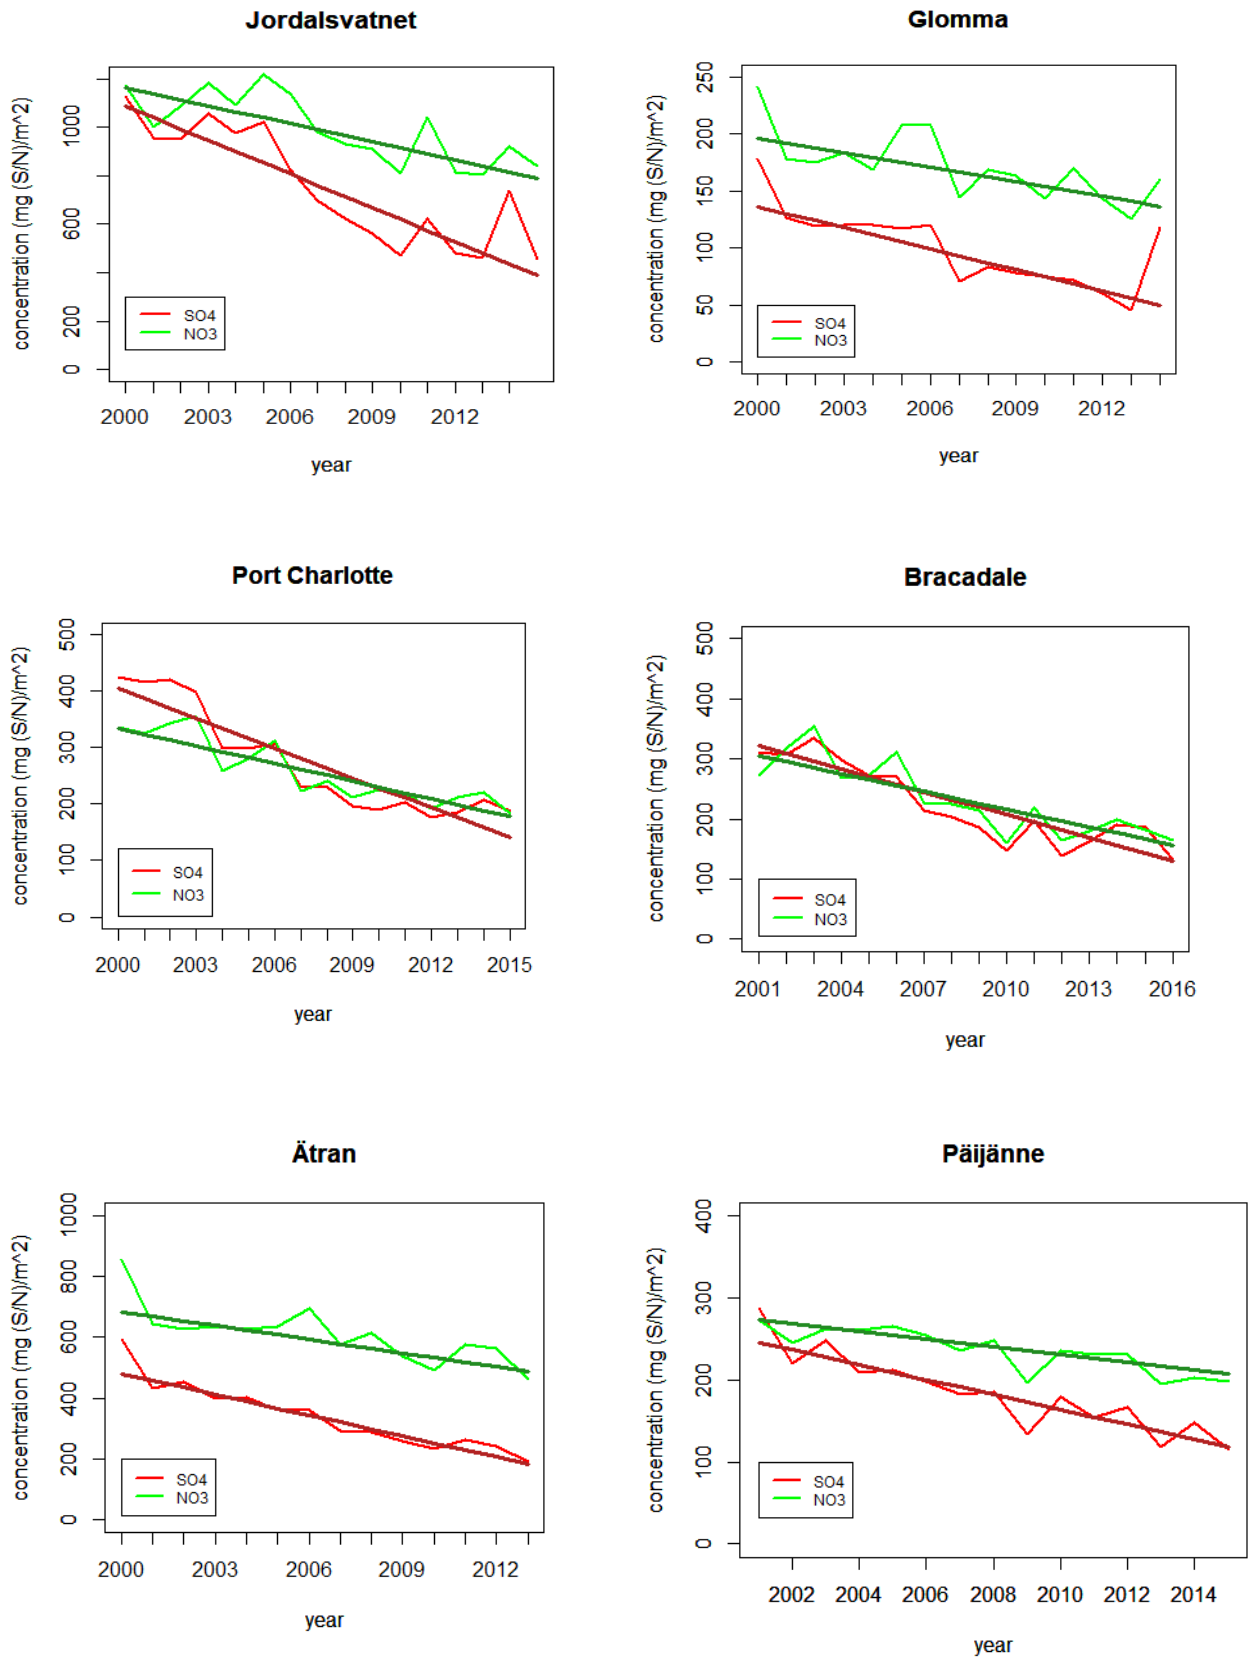 Jordalsvatnet
concentration (mg (S/N)/m^2)
1000
600
200
0
SO4
NO3
2000 2003 2006 2009 2012
year
Glomma
concentration (mg (S/N)/m^2)
250
200
150
100
50
0
SO4
NO3
2000 2003 2006 2009 2012
year
Port Charlotte
concentration (mg (S/N)/m^2)
500
400
300
200
100
0
SO4
NO3
2000 2003 2006 2009 2012 2015
year
Bracadale
concentration (mg (S/N)/m^2)
500
400
300
200
100
0
SO4
NO3
2001 2004 2007 2010 2013 2016
year
Ätran
concentration (mg (S/N)/m^2)
1000
800
600
400
200
0
SO4
NO3
2000 2003 2006 2009 2012
year
Päijänne
concentration (mg (S/N)/m^2)
400
300
200
100
0
SO4
NO3
2002 2004 2006 2008 2010 2012 2014
year